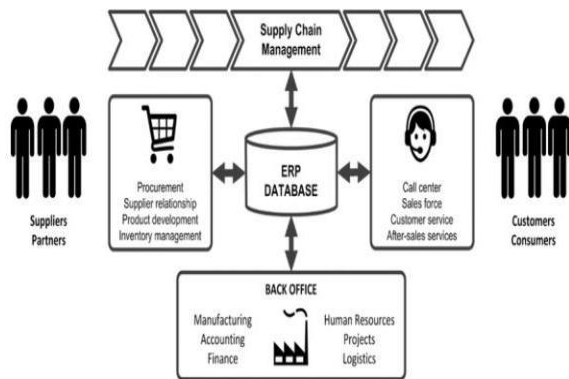 Supply Chain
Management
Procurement
Supplier relationship
Product development
Inventory management
ERP
DATABASE
Call center
Sales force
Customer service
After-sales services
Suppliers
Partners
Customers
Consumers
BACK OFFICE
Manufacturing
Accounting
Finance
Human Resources
Projects
Logistics